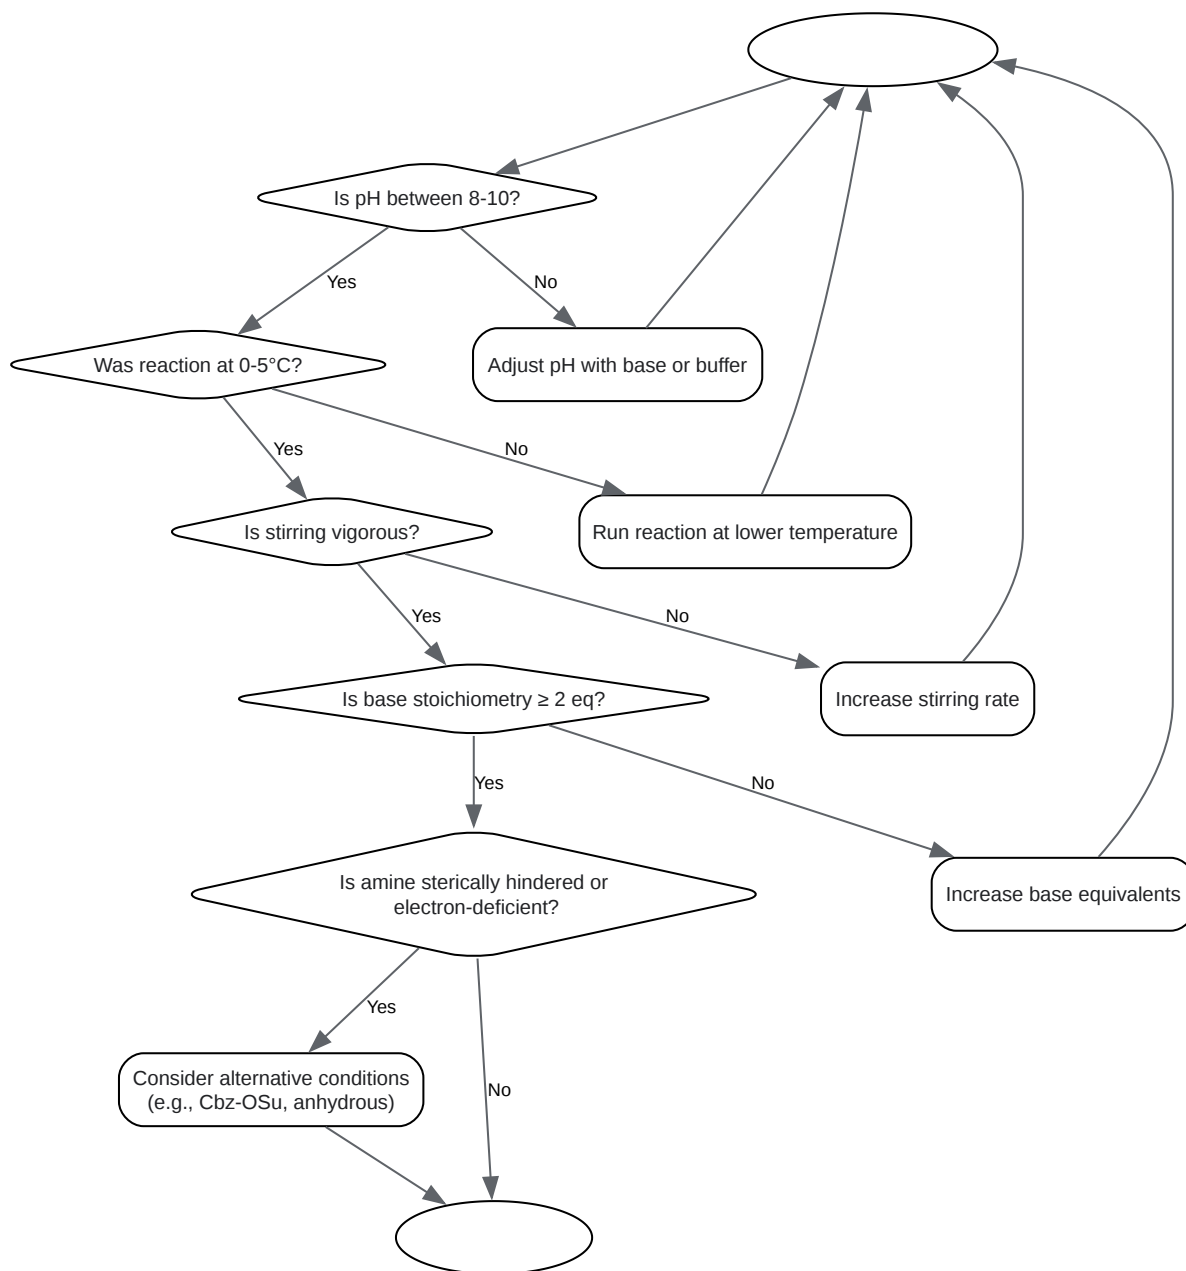 Is pH between 8-10?
Yes
No
Was reaction at 0-5°C?
Adjust pH with base or buffer
Yes
No
Is stirring vigorous?
Run reaction at lower temperature
Yes
No
Is base stoichiometry ≥ 2 eq?
Increase stirring rate
Yes
No
Is amine sterically hindered or
electron-deficient?
Increase base equivalents
Yes
Consider alternative conditions
(e.g., Cbz-OSu, anhydrous)
No